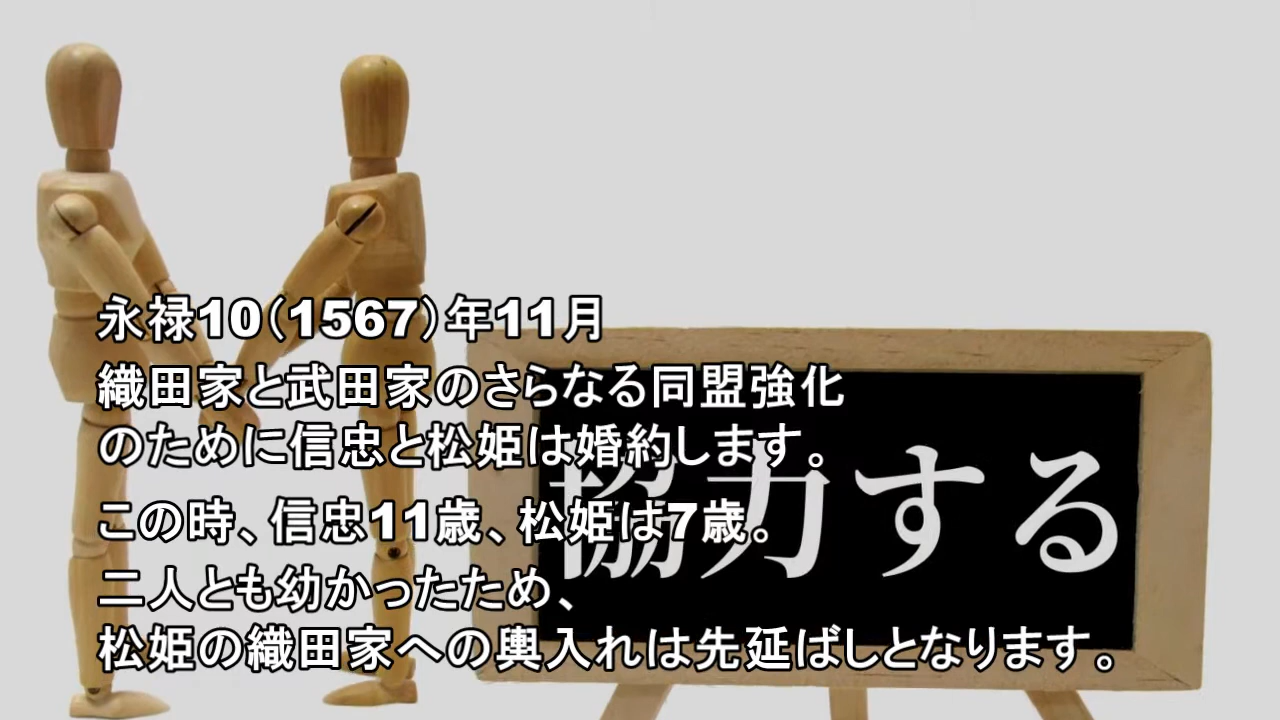 永禄10（1567）年11月
織田家と武田家のさらなる同盟強化
のために信忠と松姫は婚約します。
この時、信忠11歳、松姫は7歳。
二人とも幼かったため、
松姫の織田家への輿入れは先延ばしとなります。
協力する